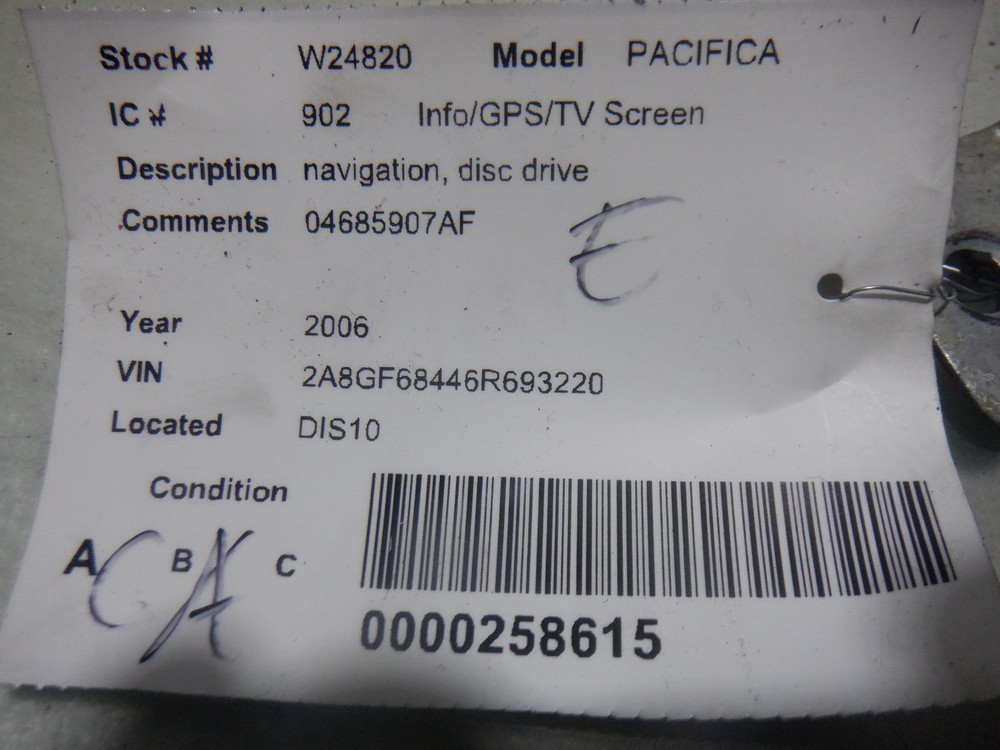 Stock # W24820 Model PACIFICA
IC # 902 Info/GPS/TV Screen
Description navigation, disc drive
Comments 04685907AF
E
Year 2006
VIN 2A8GF68446R693220
Located DIS10
Condition
A B C
CA
0000258615